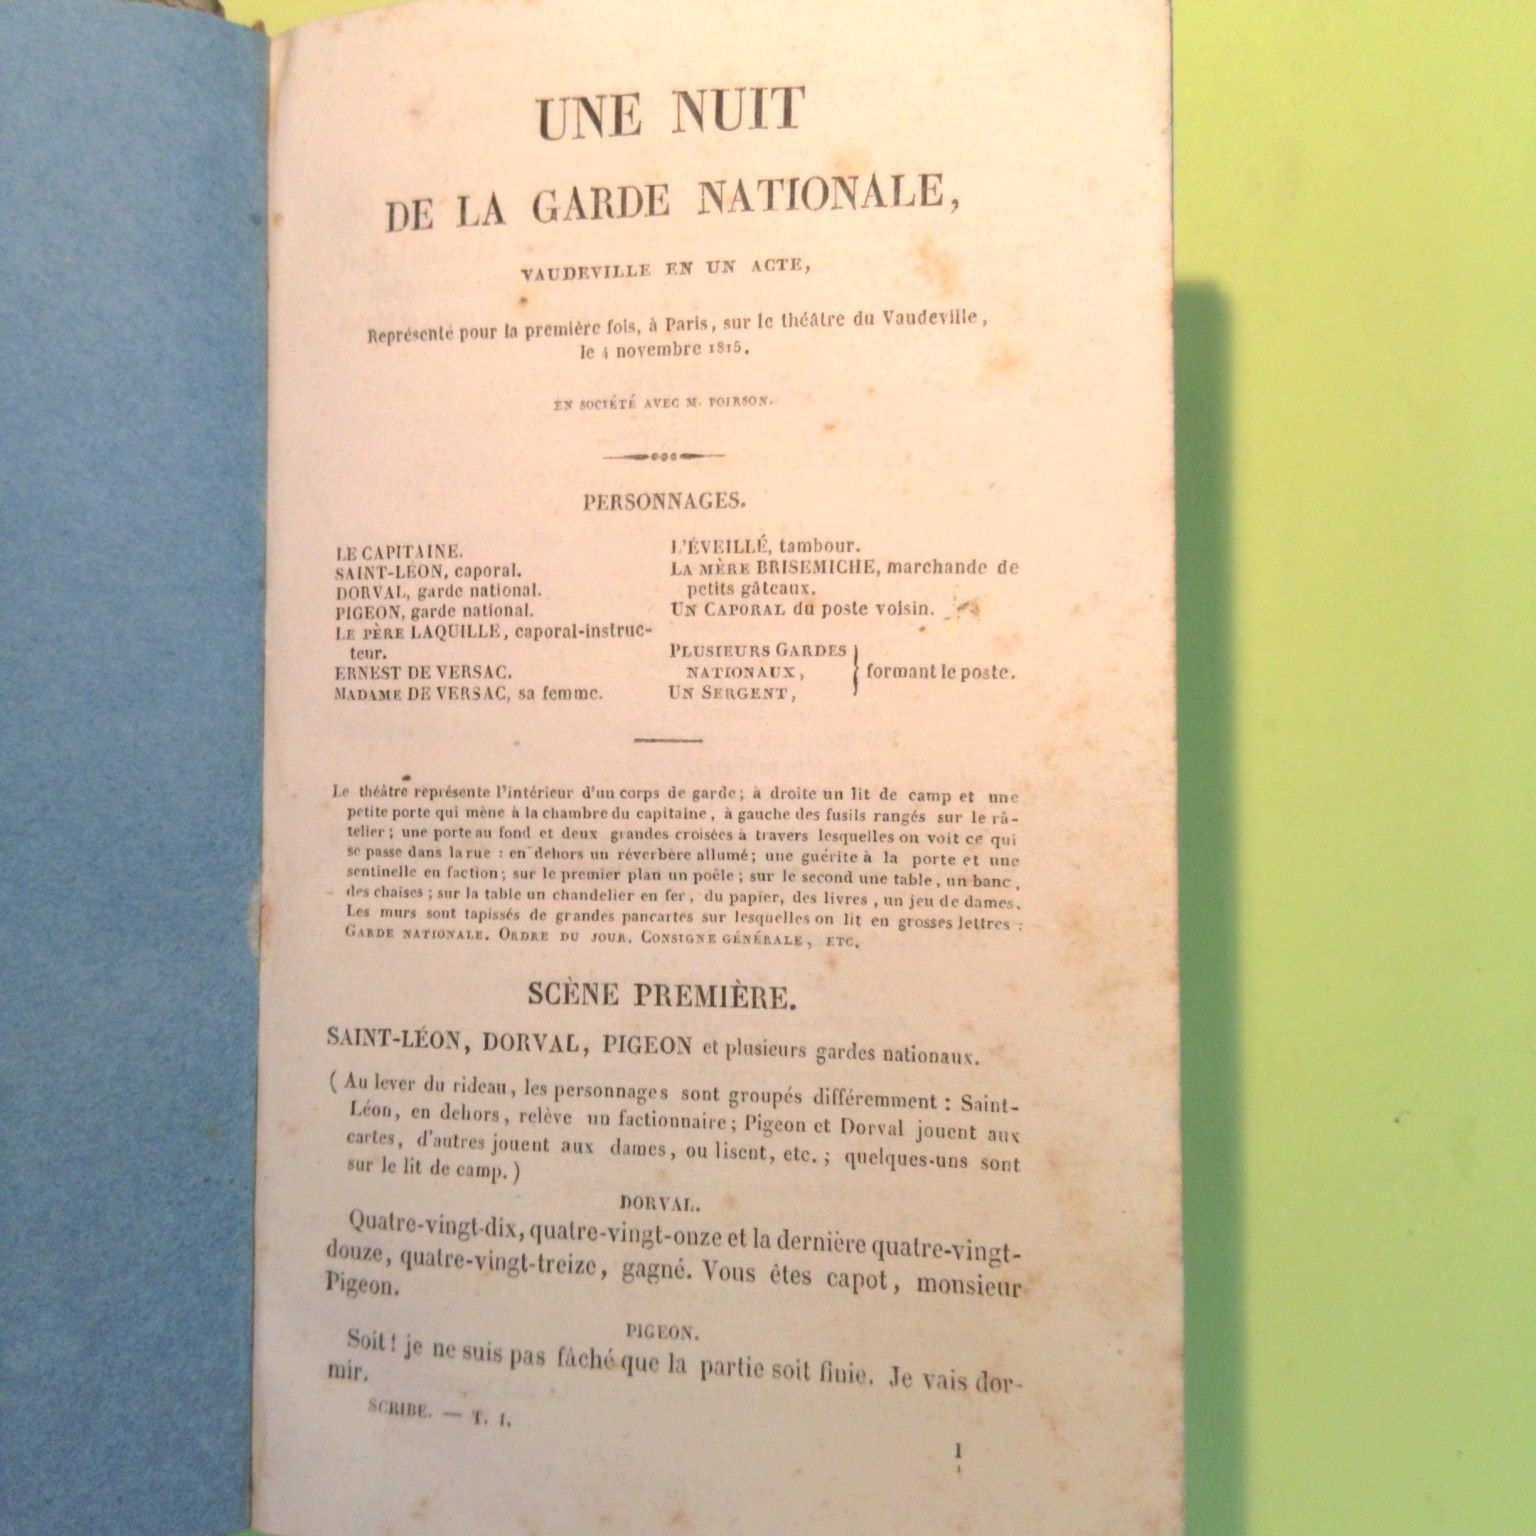 UNE NUIT
DE LA GARDE NATIONALE,
VAUDEVILLE EN UN ACTE,
Représenté pour la première fois, à Paris, sur le théâtre du Vaudeville,
le 4 novembre 1815.
EN SOCIÉTÉ AVEC M. POIRSON.
PERSONNAGES.
LE CAPITAINE.
SAINT-LÉON, caporal.
DORVAL, garde national.
PIGEON, garde national.
LE PÈRE LAQUILLE, caporal-instruc-
teur.
ERNEST DE VERSAC.
MADAME DE VERSAC, sa femme.
L'ÉVEILLÉ, tambour.
LA MÈRE BRISEMICHE, marchande de
petits gâteaux.
UN CAPORAL du poste voisin.
PLUSIEURS GARDES
NATIONAUX,
UN SERGENT,
formant le poste.
Le théâtre représente l'intérieur d'un corps de garde; à droite un lit de camp et une
petite porte qui mène à la chambre du capitaine, à gauche des fusils rangés sur le râ-
telier; une porte au fond et deux grandes croisées à travers lesquelles on voit ce qui
se passe dans la rue : en dehors un réverbère allumé; une guérite à la porte et une
sentinelle en faction; sur le premier plan un poêle; sur le second une table, un banc,
des chaises; sur la table un chandelier en fer, du papier, des livres, un jeu de dames.
Les murs sont tapissés de grandes pancartes sur lesquelles on lit en grosses lettres :
GARDE NATIONALE. ORDRE DU JOUR. CONSIGNE GÉNÉRALE, ETC.
SCÈNE PREMIÈRE.
SAINT-LÉON, DORVAL, PIGEON et plusieurs gardes nationaux.
(Au lever du rideau, les personnages sont groupés différemment : Saint-
Léon, en dehors, relève un factionnaire; Pigeon et Dorval jouent aux
cartes, d'autres jouent aux dames, ou lisent, etc.; quelques-uns sont
sur le lit de camp.)
DORVAL.
Quatre-vingt-dix, quatre-vingt-onze et la dernière quatre-vingt-
douze, quatre-vingt-treize, gagné. Vous êtes capot, monsieur
Pigeon.
PIGEON.
Soit! je ne suis pas fâché que la partie soit finie. Je vais dor-
mir.
SCRIBE. — T. I.
1